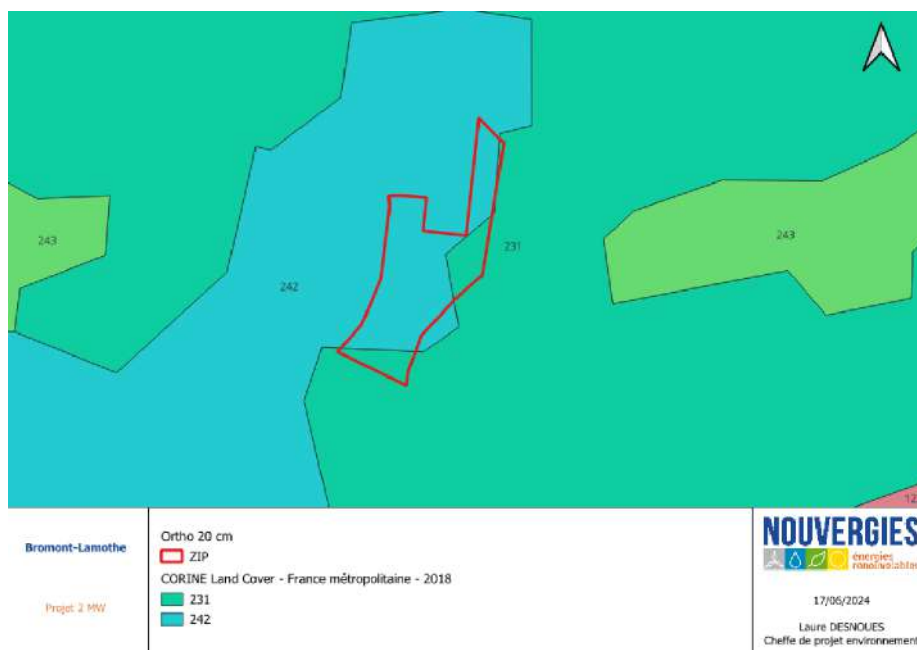 243
231
243
242
12
Bromont-Lamothe
Projet 2 MW
Ortho 20 cm
ZIP
CORINE Land Cover - France métropolitaine - 2018
231
242
NOUVERGIES
énergies
renouvelables
17/06/2024
Laure DESNOUES
Cheffe de projet environnement